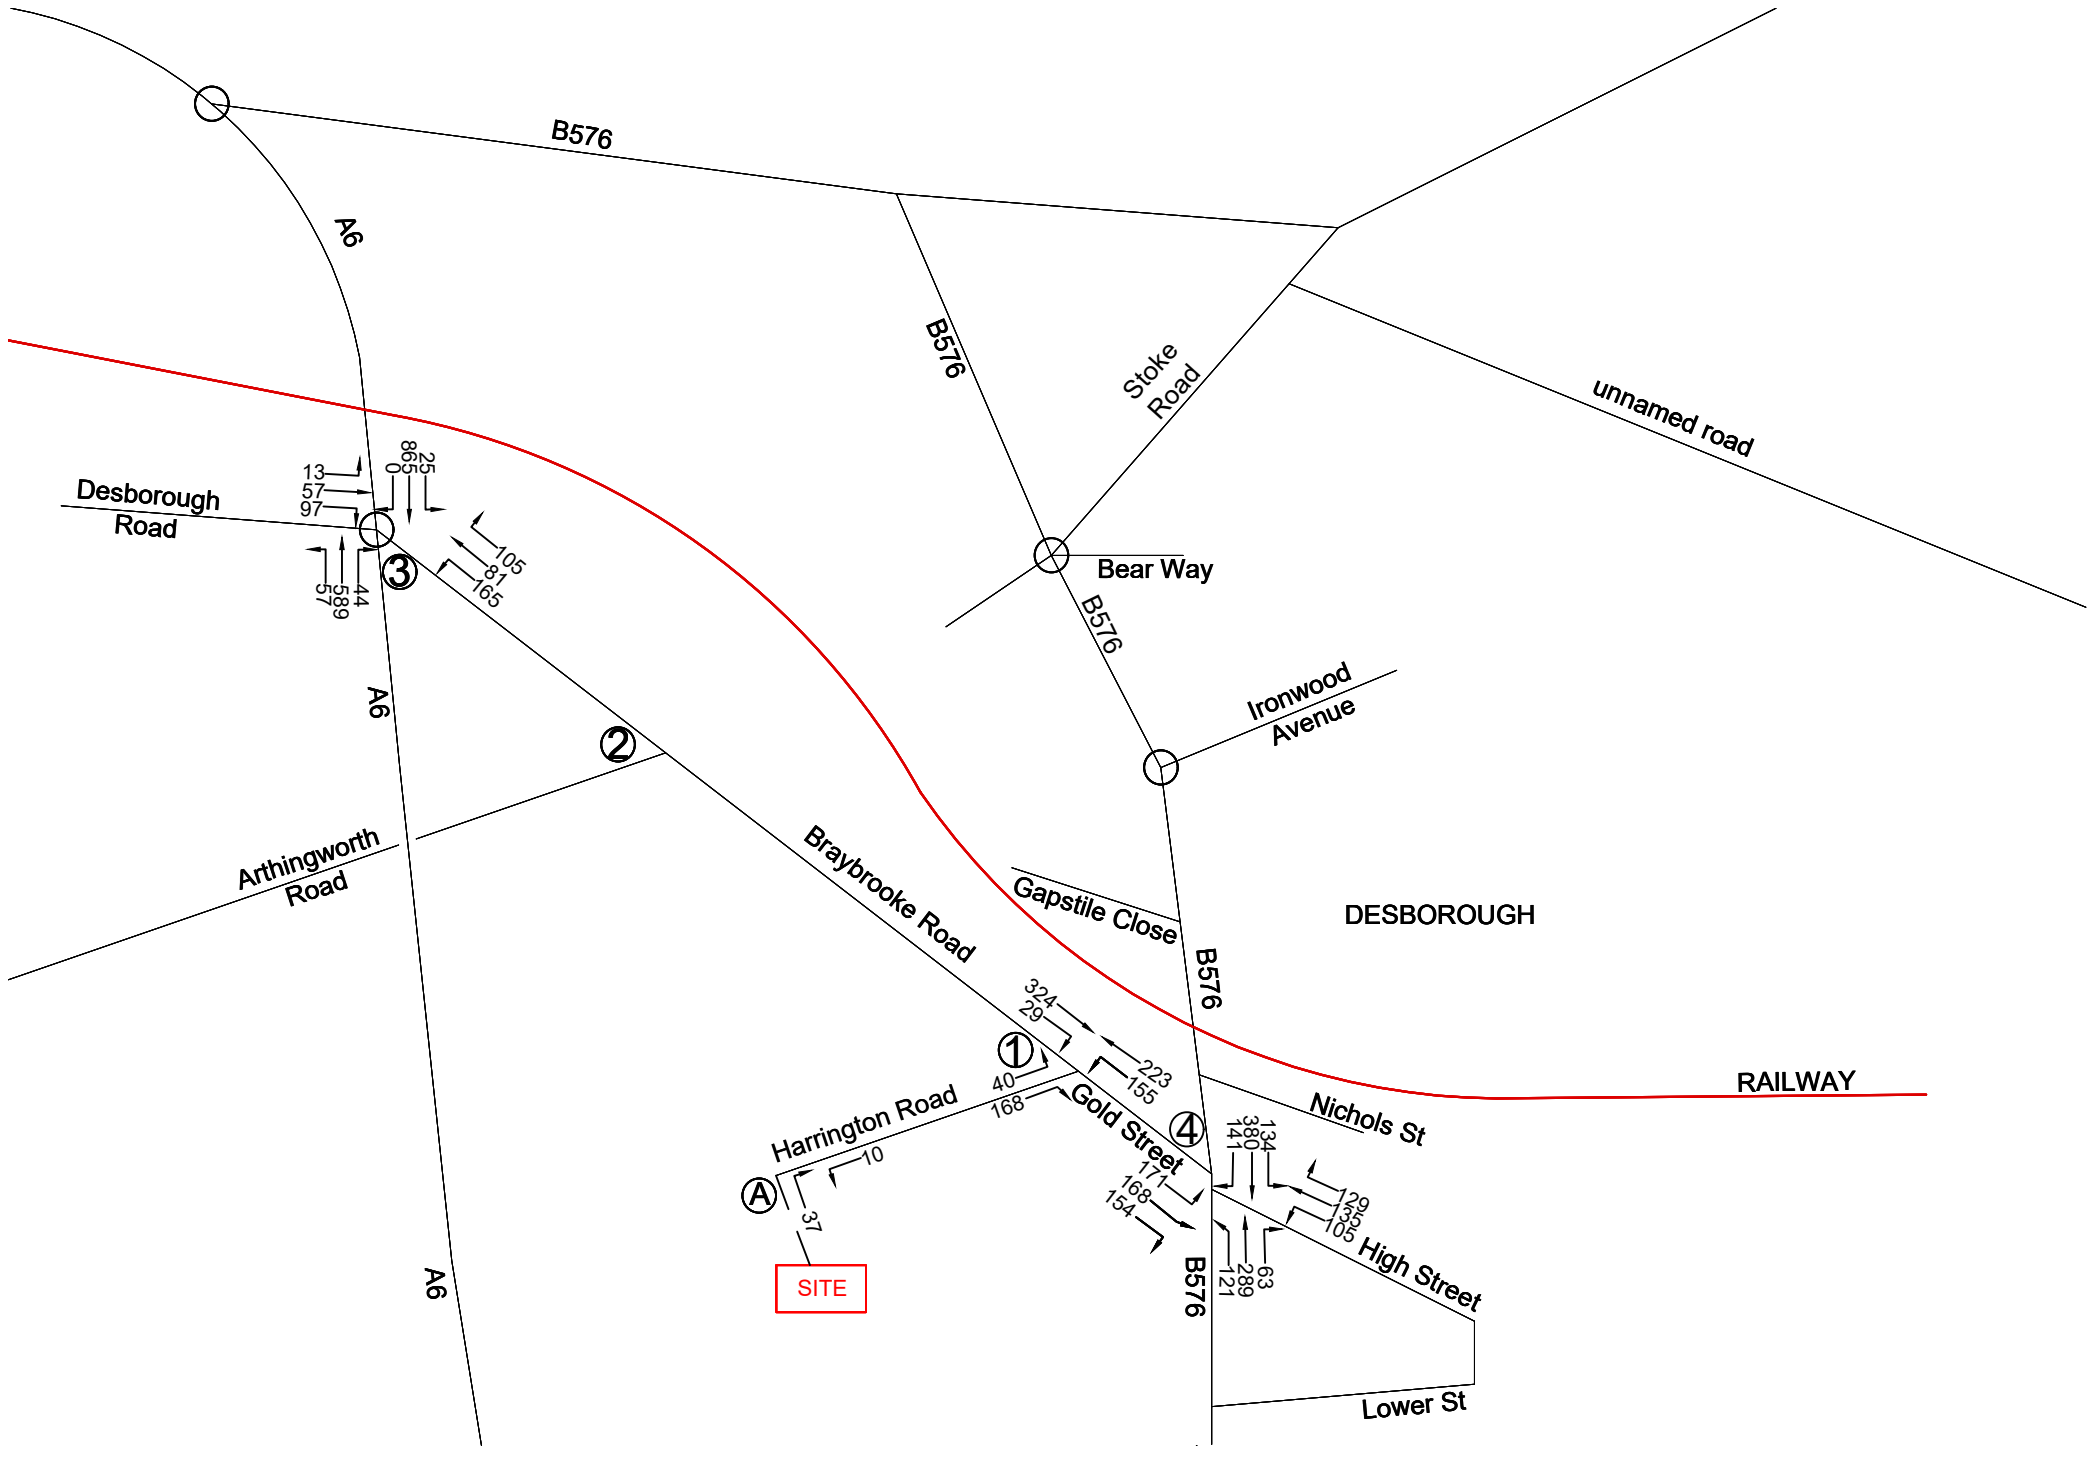 B576
A6
B576
Stoke
Road
unnamed road
13
57
97
0
865
25
Desborough
Road
105
81
165
3
57
589
44
Bear Way
B576
A6
Ironwood
Avenue
2
Arthingworth
Road
Braybrooke Road
Gapstile Close
DESBOROUGH
B576
324
29
1
223
155
40
168
RAILWAY
Gold Street
Nichols St
Harrington Road
4
141
380
134
10
A
37
171
168
154
129
135
105
High Street
121
289
63
B576
A6
SITE
Lower St